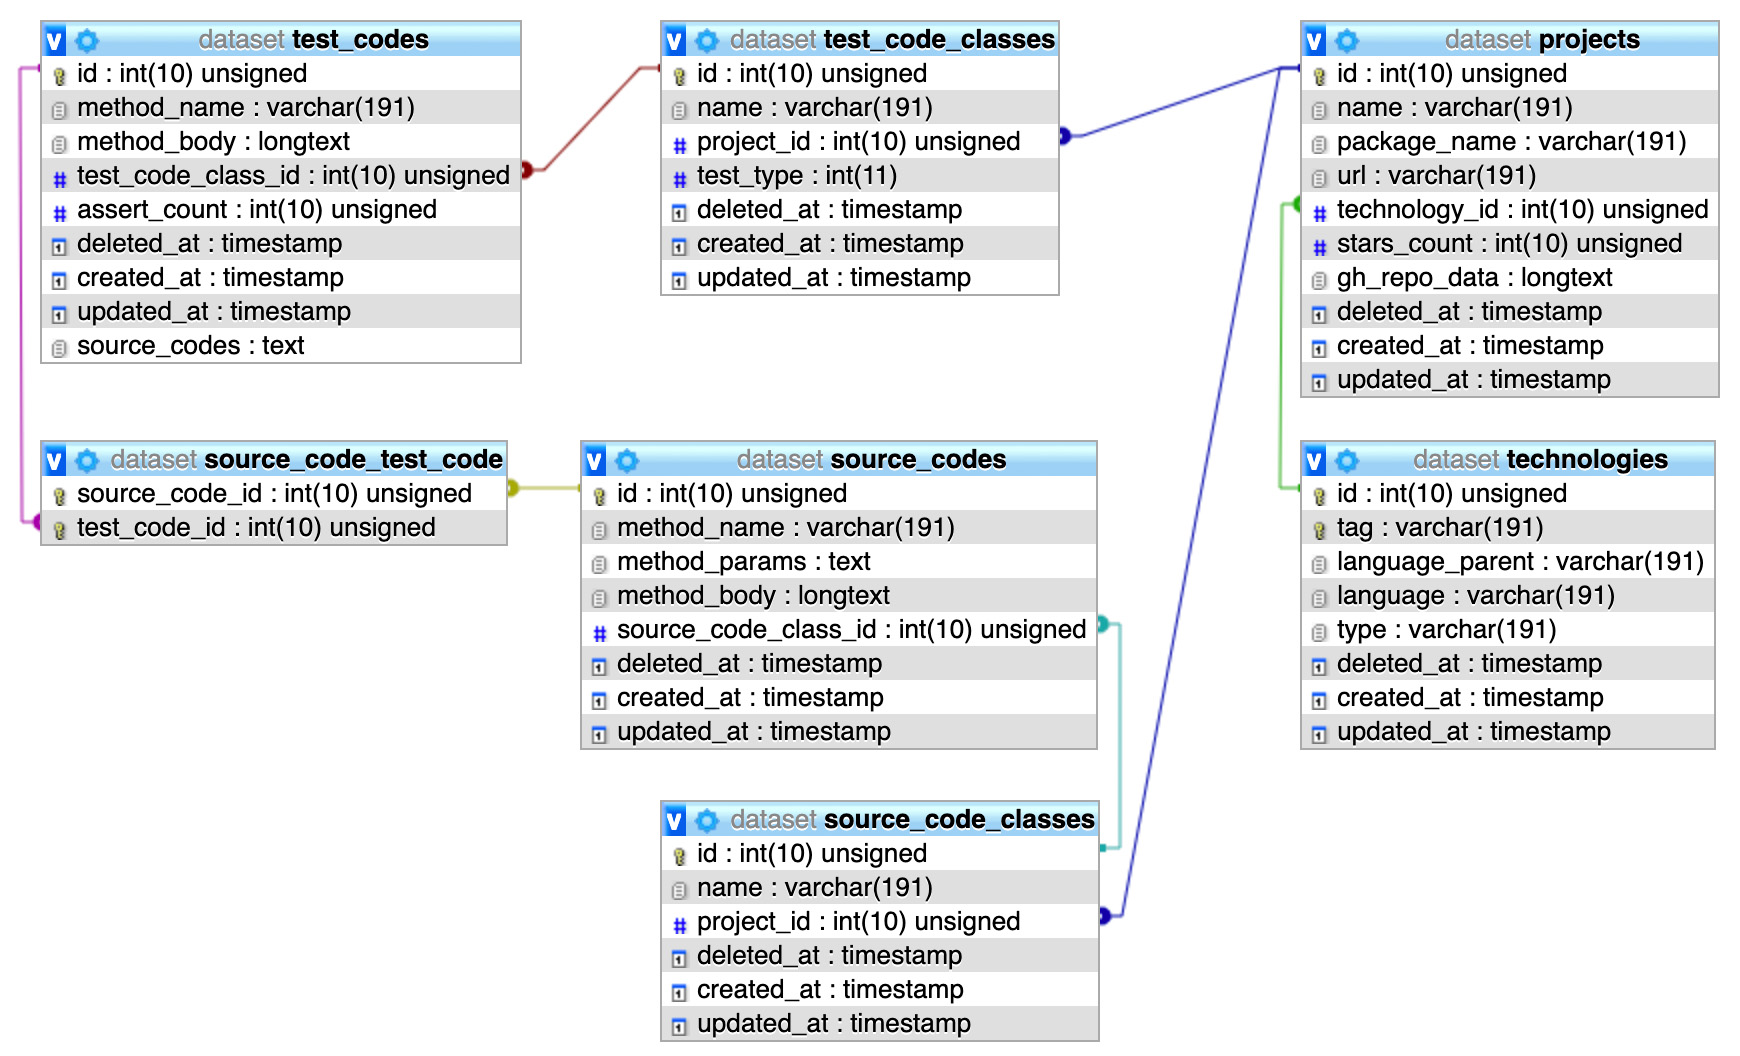 v dataset test_codes
id : int(10) unsigned
method_name : varchar(191)
method_body : longtext
# test_code_class_id : int(10) unsigned
# assert_count : int(10) unsigned
deleted_at : timestamp
created_at : timestamp
updated_at : timestamp
source_codes : text
v dataset test_code_classes
id : int(10) unsigned
name : varchar(191)
# project_id : int(10) unsigned
# test_type : int(11)
deleted_at : timestamp
created_at : timestamp
updated_at : timestamp
v dataset projects
id : int(10) unsigned
name : varchar(191)
package_name : varchar(191)
url : varchar(191)
# technology_id : int(10) unsigned
# stars_count : int(10) unsigned
gh_repo_data : longtext
deleted_at : timestamp
created_at : timestamp
updated_at : timestamp
v dataset source_code_test_code
source_code_id : int(10) unsigned
test_code_id : int(10) unsigned
v dataset source_codes
id : int(10) unsigned
method_name : varchar(191)
method_params : text
method_body : longtext
# source_code_class_id : int(10) unsigned
deleted_at : timestamp
created_at : timestamp
updated_at : timestamp
v dataset technologies
id : int(10) unsigned
tag : varchar(191)
language_parent : varchar(191)
language : varchar(191)
type : varchar(191)
deleted_at : timestamp
created_at : timestamp
updated_at : timestamp
v dataset source_code_classes
id : int(10) unsigned
name : varchar(191)
# project_id : int(10) unsigned
deleted_at : timestamp
created_at : timestamp
updated_at : timestamp